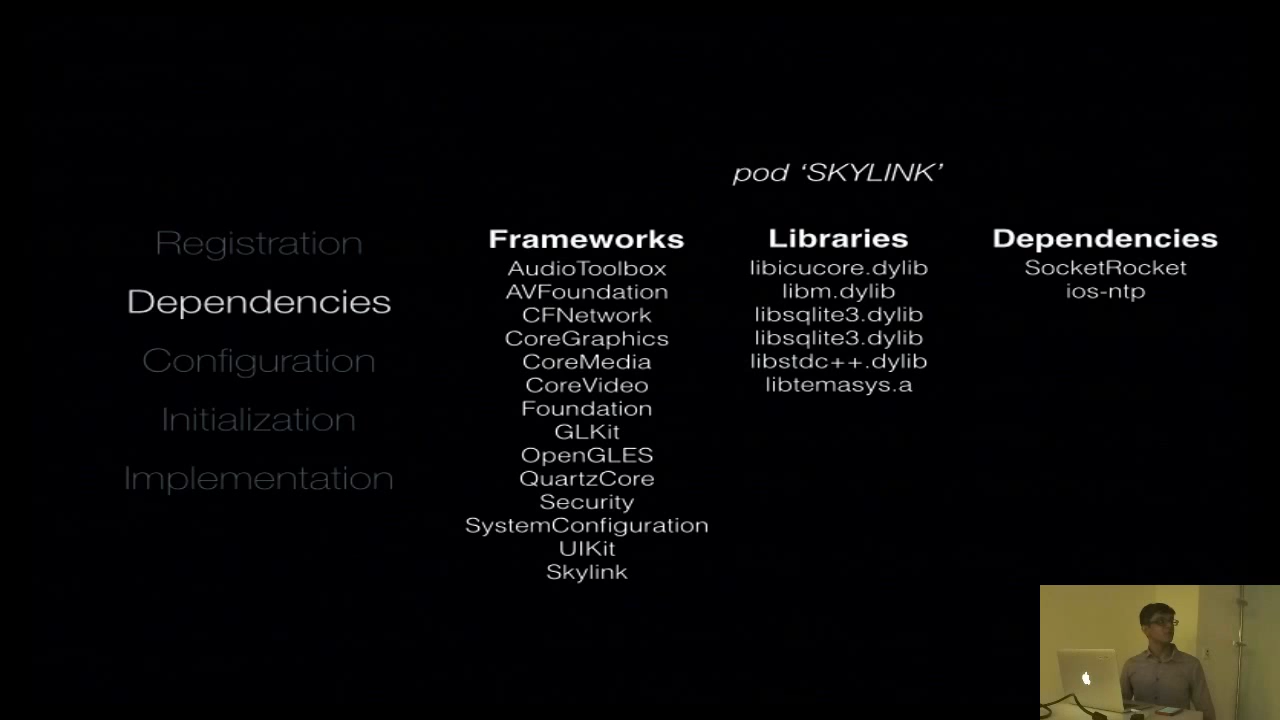 pod ‘SKYLINK’
Registration
Dependencies
Configuration
Initialization
Implementation
Frameworks
AudioToolbox
AVFoundation
CFNetwork
CoreGraphics
CoreMedia
CoreVideo
Foundation
GLKit
OpenGLES
QuartzCore
Security
SystemConfiguration
UIKit
Skylink
Libraries
libicucore.dylib
libm.dylib
libsqlite3.dylib
libsqlite3.dylib
libstdc++.dylib
libtemasys.a
Dependencies
SocketRocket
ios-ntp